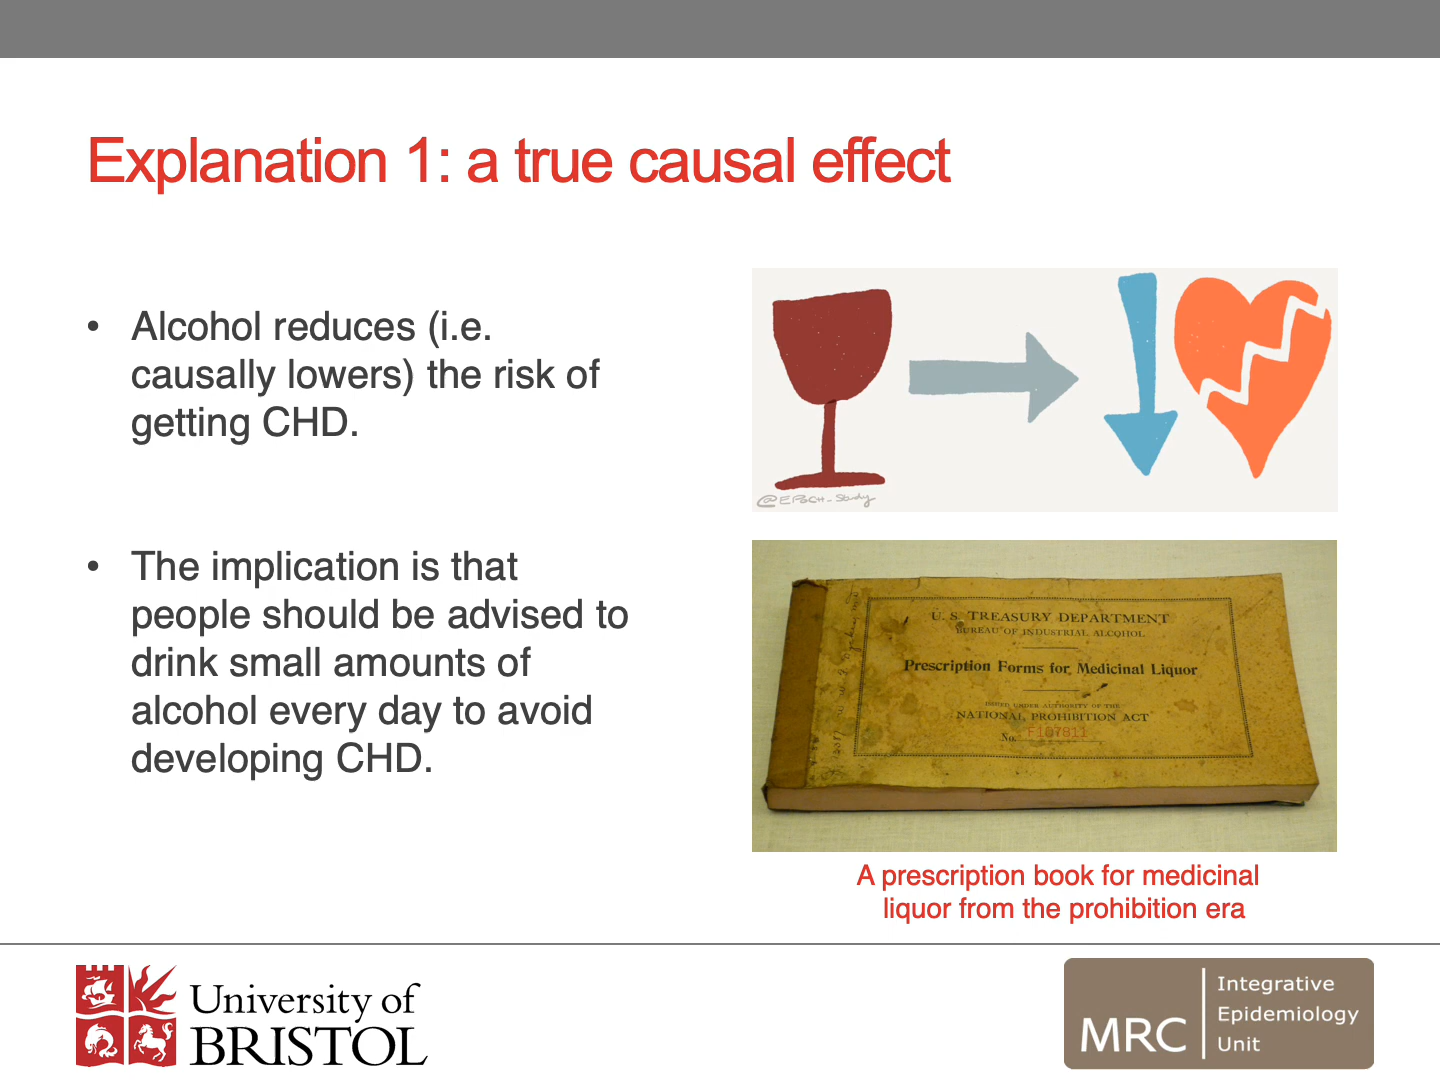 Explanation 1: a true causal effect
• Alcohol reduces (i.e.
causally lowers) the risk of
getting CHD.
• The implication is that
people should be advised to
drink small amounts of
alcohol every day to avoid
developing CHD.
@EPOCH_Study
U. S. TREASURY DEPARTMENT
BUREAU OF INDUSTRIAL ALCOHOL
Prescription Forms for Medicinal Liquor
ISSUED UNDER AUTHORITY OF THE
NATIONAL PROHIBITION ACT
No. F107811
A prescription book for medicinal
liquor from the prohibition era
University of
BRISTOL
MRC
Integrative
Epidemiology
Unit